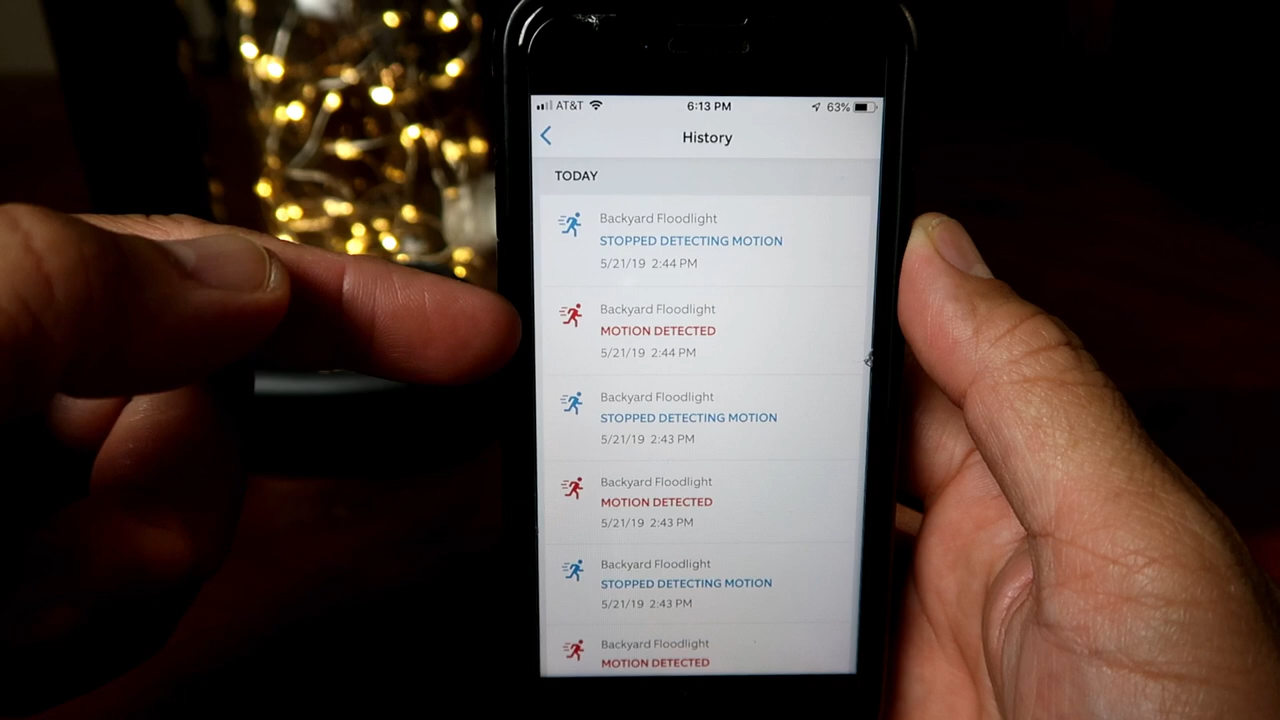 AT&T 6:13 PM 63%
History
TODAY
Backyard Floodlight
STOPPED DETECTING MOTION
5/21/19 2:44 PM
Backyard Floodlight
MOTION DETECTED
5/21/19 2:44 PM
Backyard Floodlight
STOPPED DETECTING MOTION
5/21/19 2:43 PM
Backyard Floodlight
MOTION DETECTED
5/21/19 2:43 PM
Backyard Floodlight
STOPPED DETECTING MOTION
5/21/19 2:43 PM
Backyard Floodlight
MOTION DETECTED